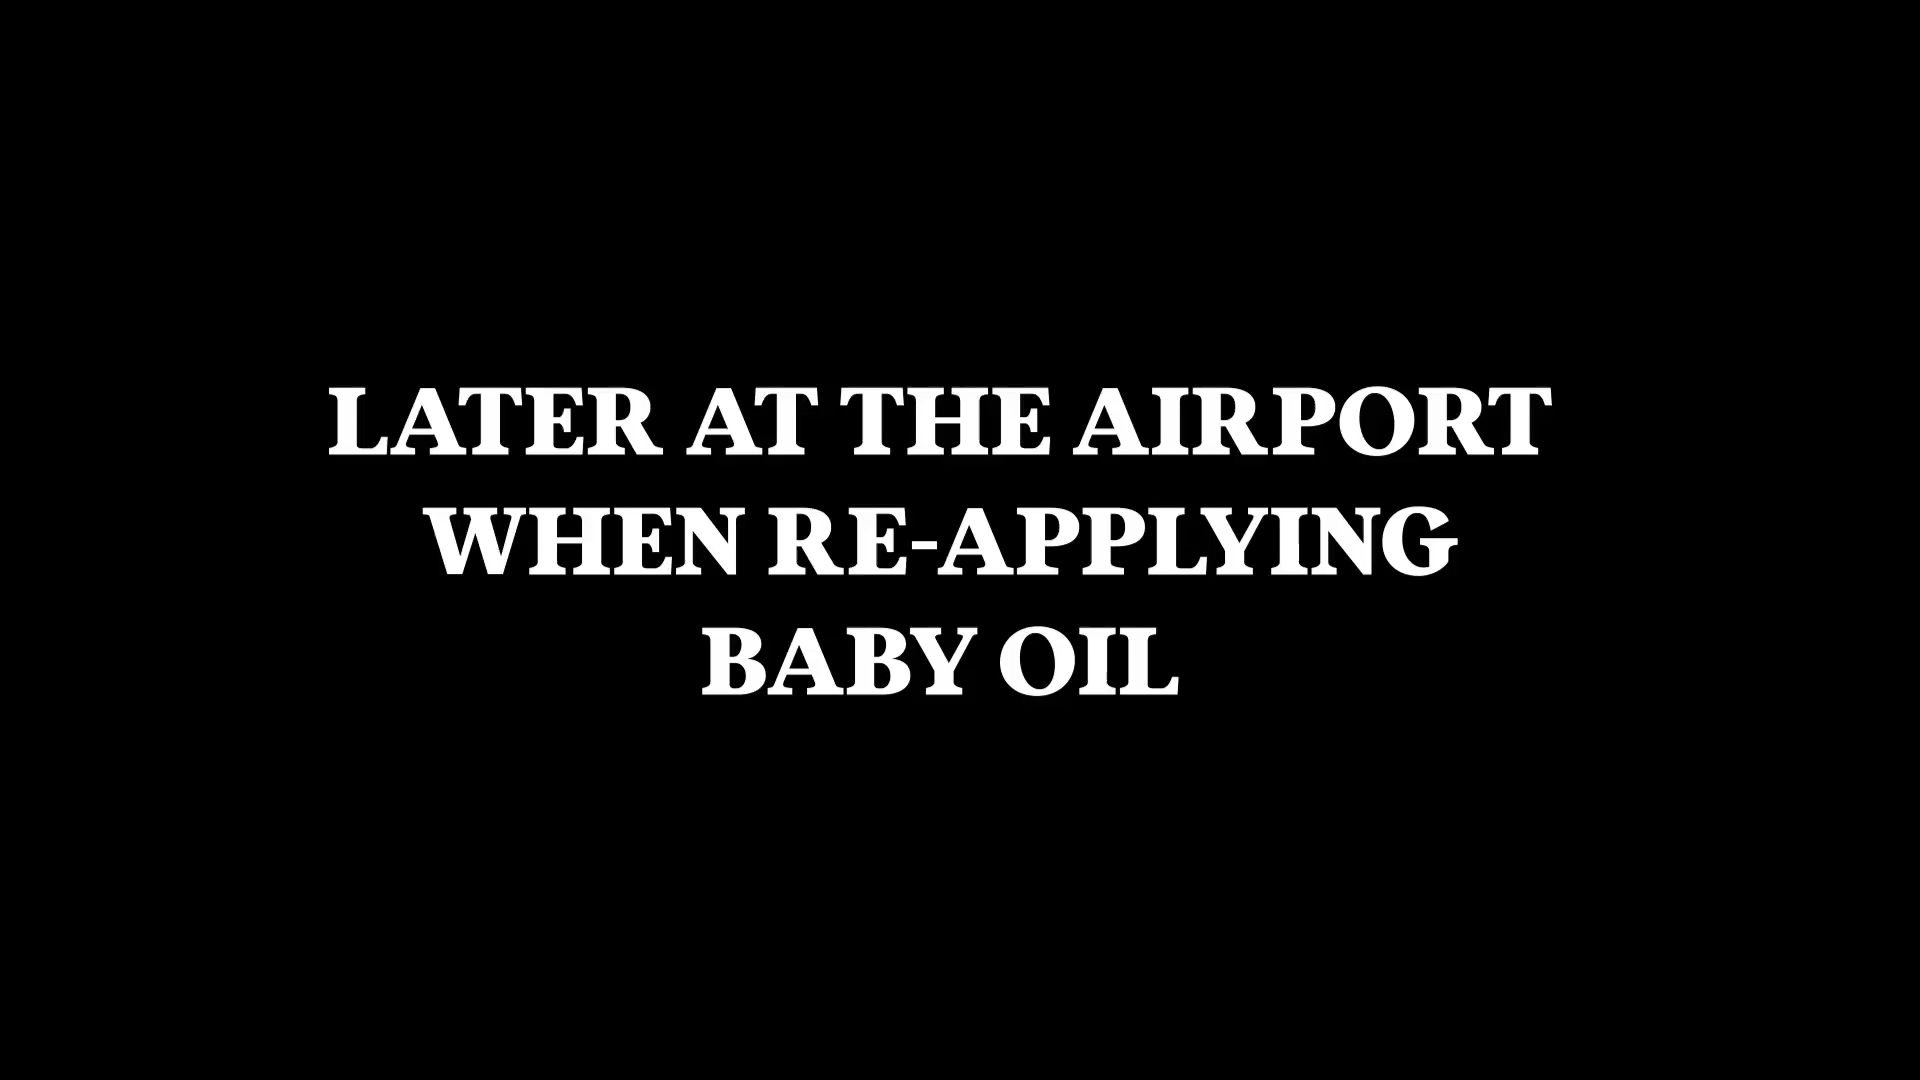 LATER AT THE AIRPORT
WHEN RE-APPLYING
BABY OIL